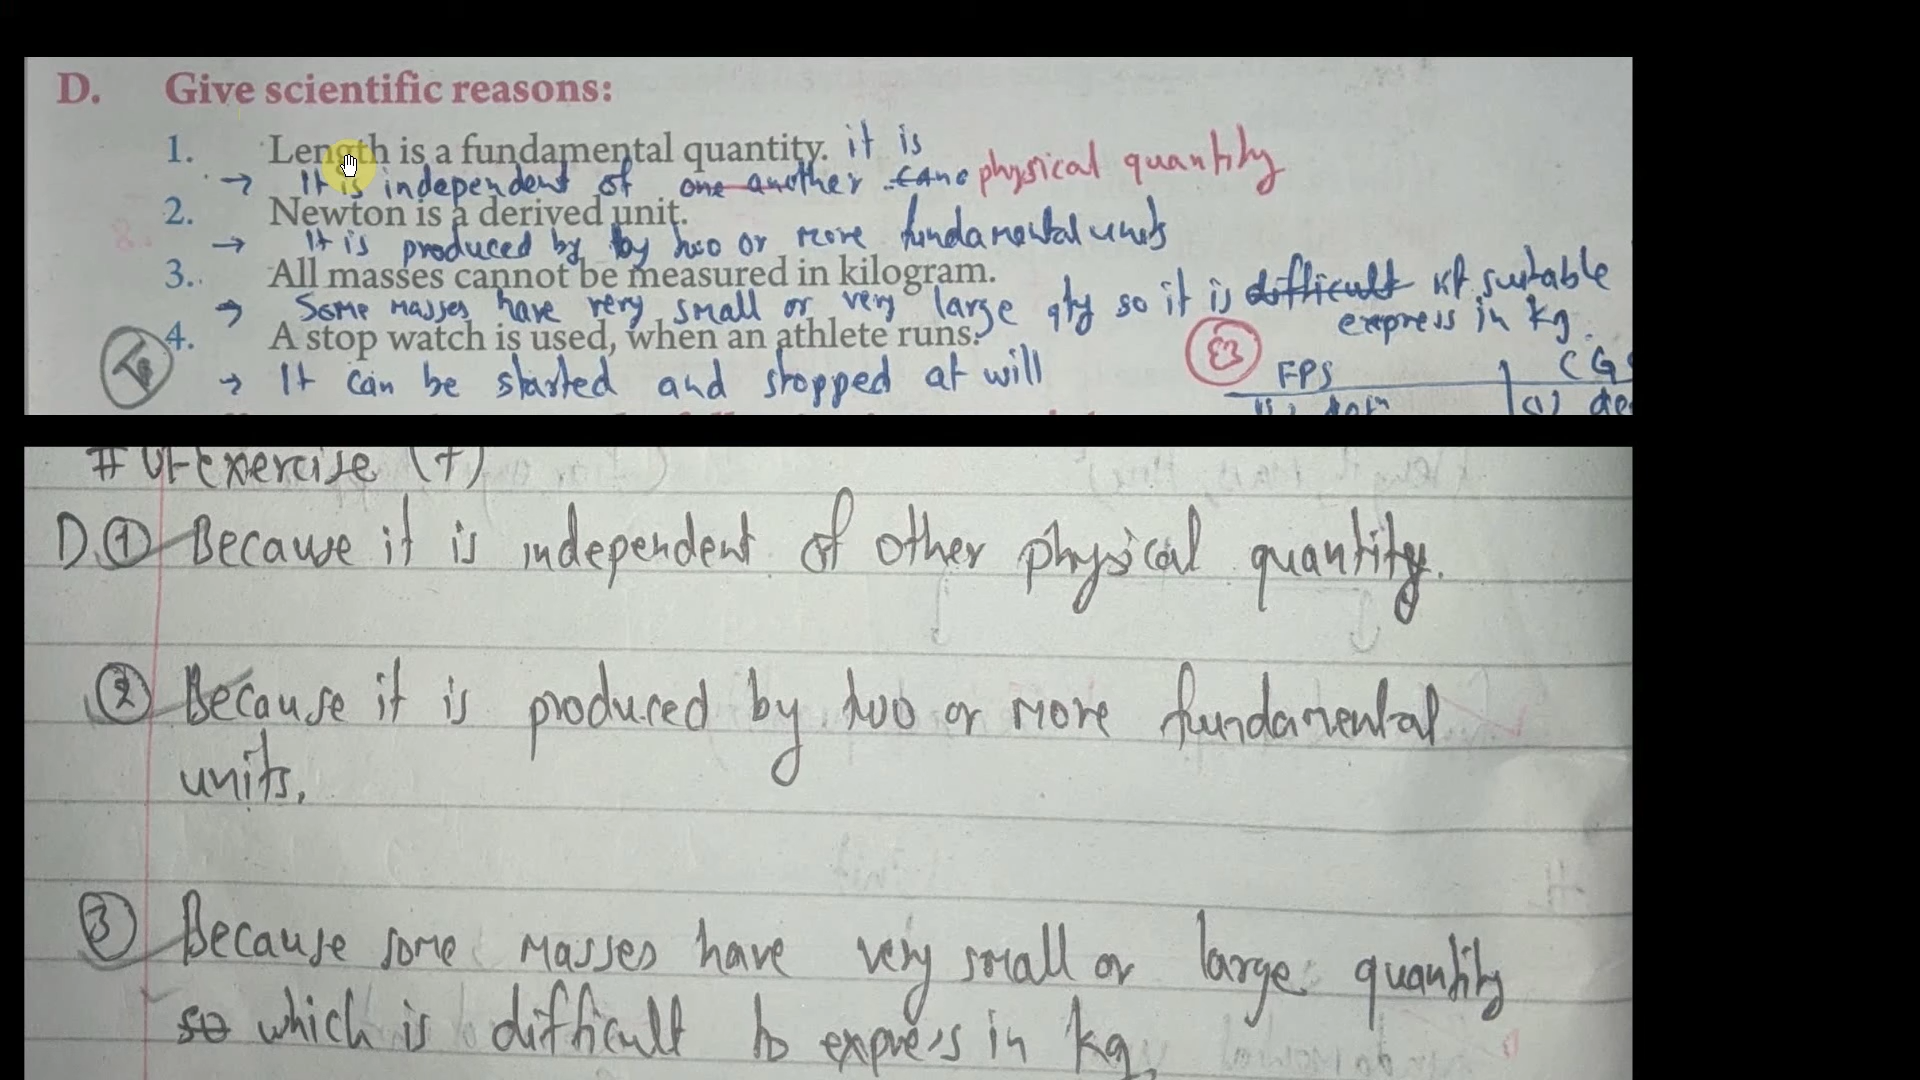 D. Give scientific reasons:
1. Length is a fundamental quantity. it is
→ It is independent of one another physical quantity
2. Newton is a derived unit.
→ It is produced by by two or more fundamental units
3. All masses cannot be measured in kilogram.
→ Some masses have very small or very large qty so it is difficult suitable
express in kg.
4. A stop watch is used, when an athlete runs.
→ It can be started and stopped at will
FPS CG
# exercise
D.① Because it is independent of other physical quantity.
② Because it is produced by two or more fundamental
units.
③ Because some masses have very small or large quantity
so which is difficult to express in kg.